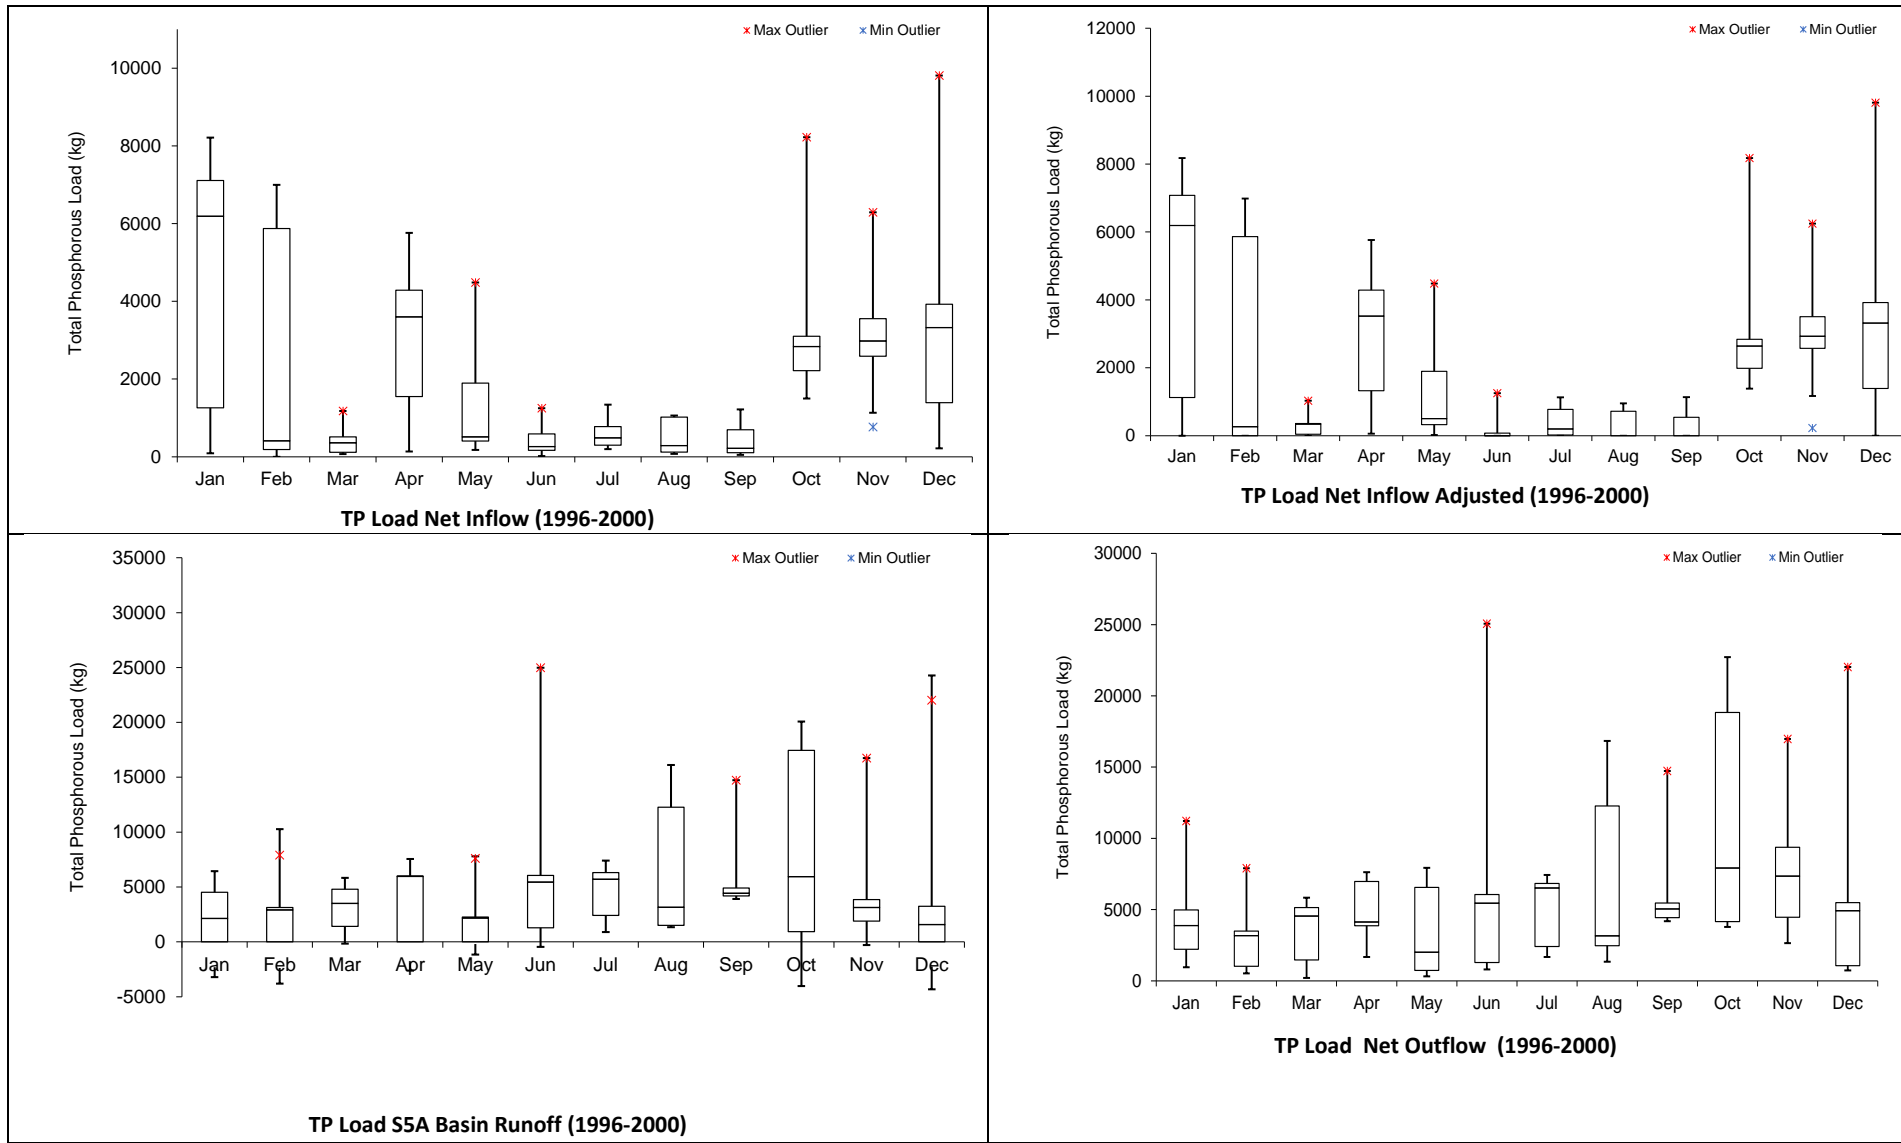 Max Outlier Min Outlier
10000
8000
6000
4000
2000
0
Total Phosphorous Load (kg)
Jan Feb Mar Apr May Jun Jul Aug Sep Oct Nov Dec
TP Load Net Inflow (1996-2000)
Max Outlier Min Outlier
12000
10000
8000
6000
4000
2000
0
Total Phosphorous Load (kg)
Jan Feb Mar Apr May Jun Jul Aug Sep Oct Nov Dec
TP Load Net Inflow Adjusted (1996-2000)
Max Outlier Min Outlier
35000
30000
25000
20000
15000
10000
5000
0
-5000
Total Phosphorous Load (kg)
Jan Feb Mar Apr May Jun Jul Aug Sep Oct Nov Dec
TP Load S5A Basin Runoff (1996-2000)
Max Outlier Min Outlier
30000
25000
20000
15000
10000
5000
0
Total Phosphorous Load (kg)
Jan Feb Mar Apr May Jun Jul Aug Sep Oct Nov Dec
TP Load Net Outflow (1996-2000)